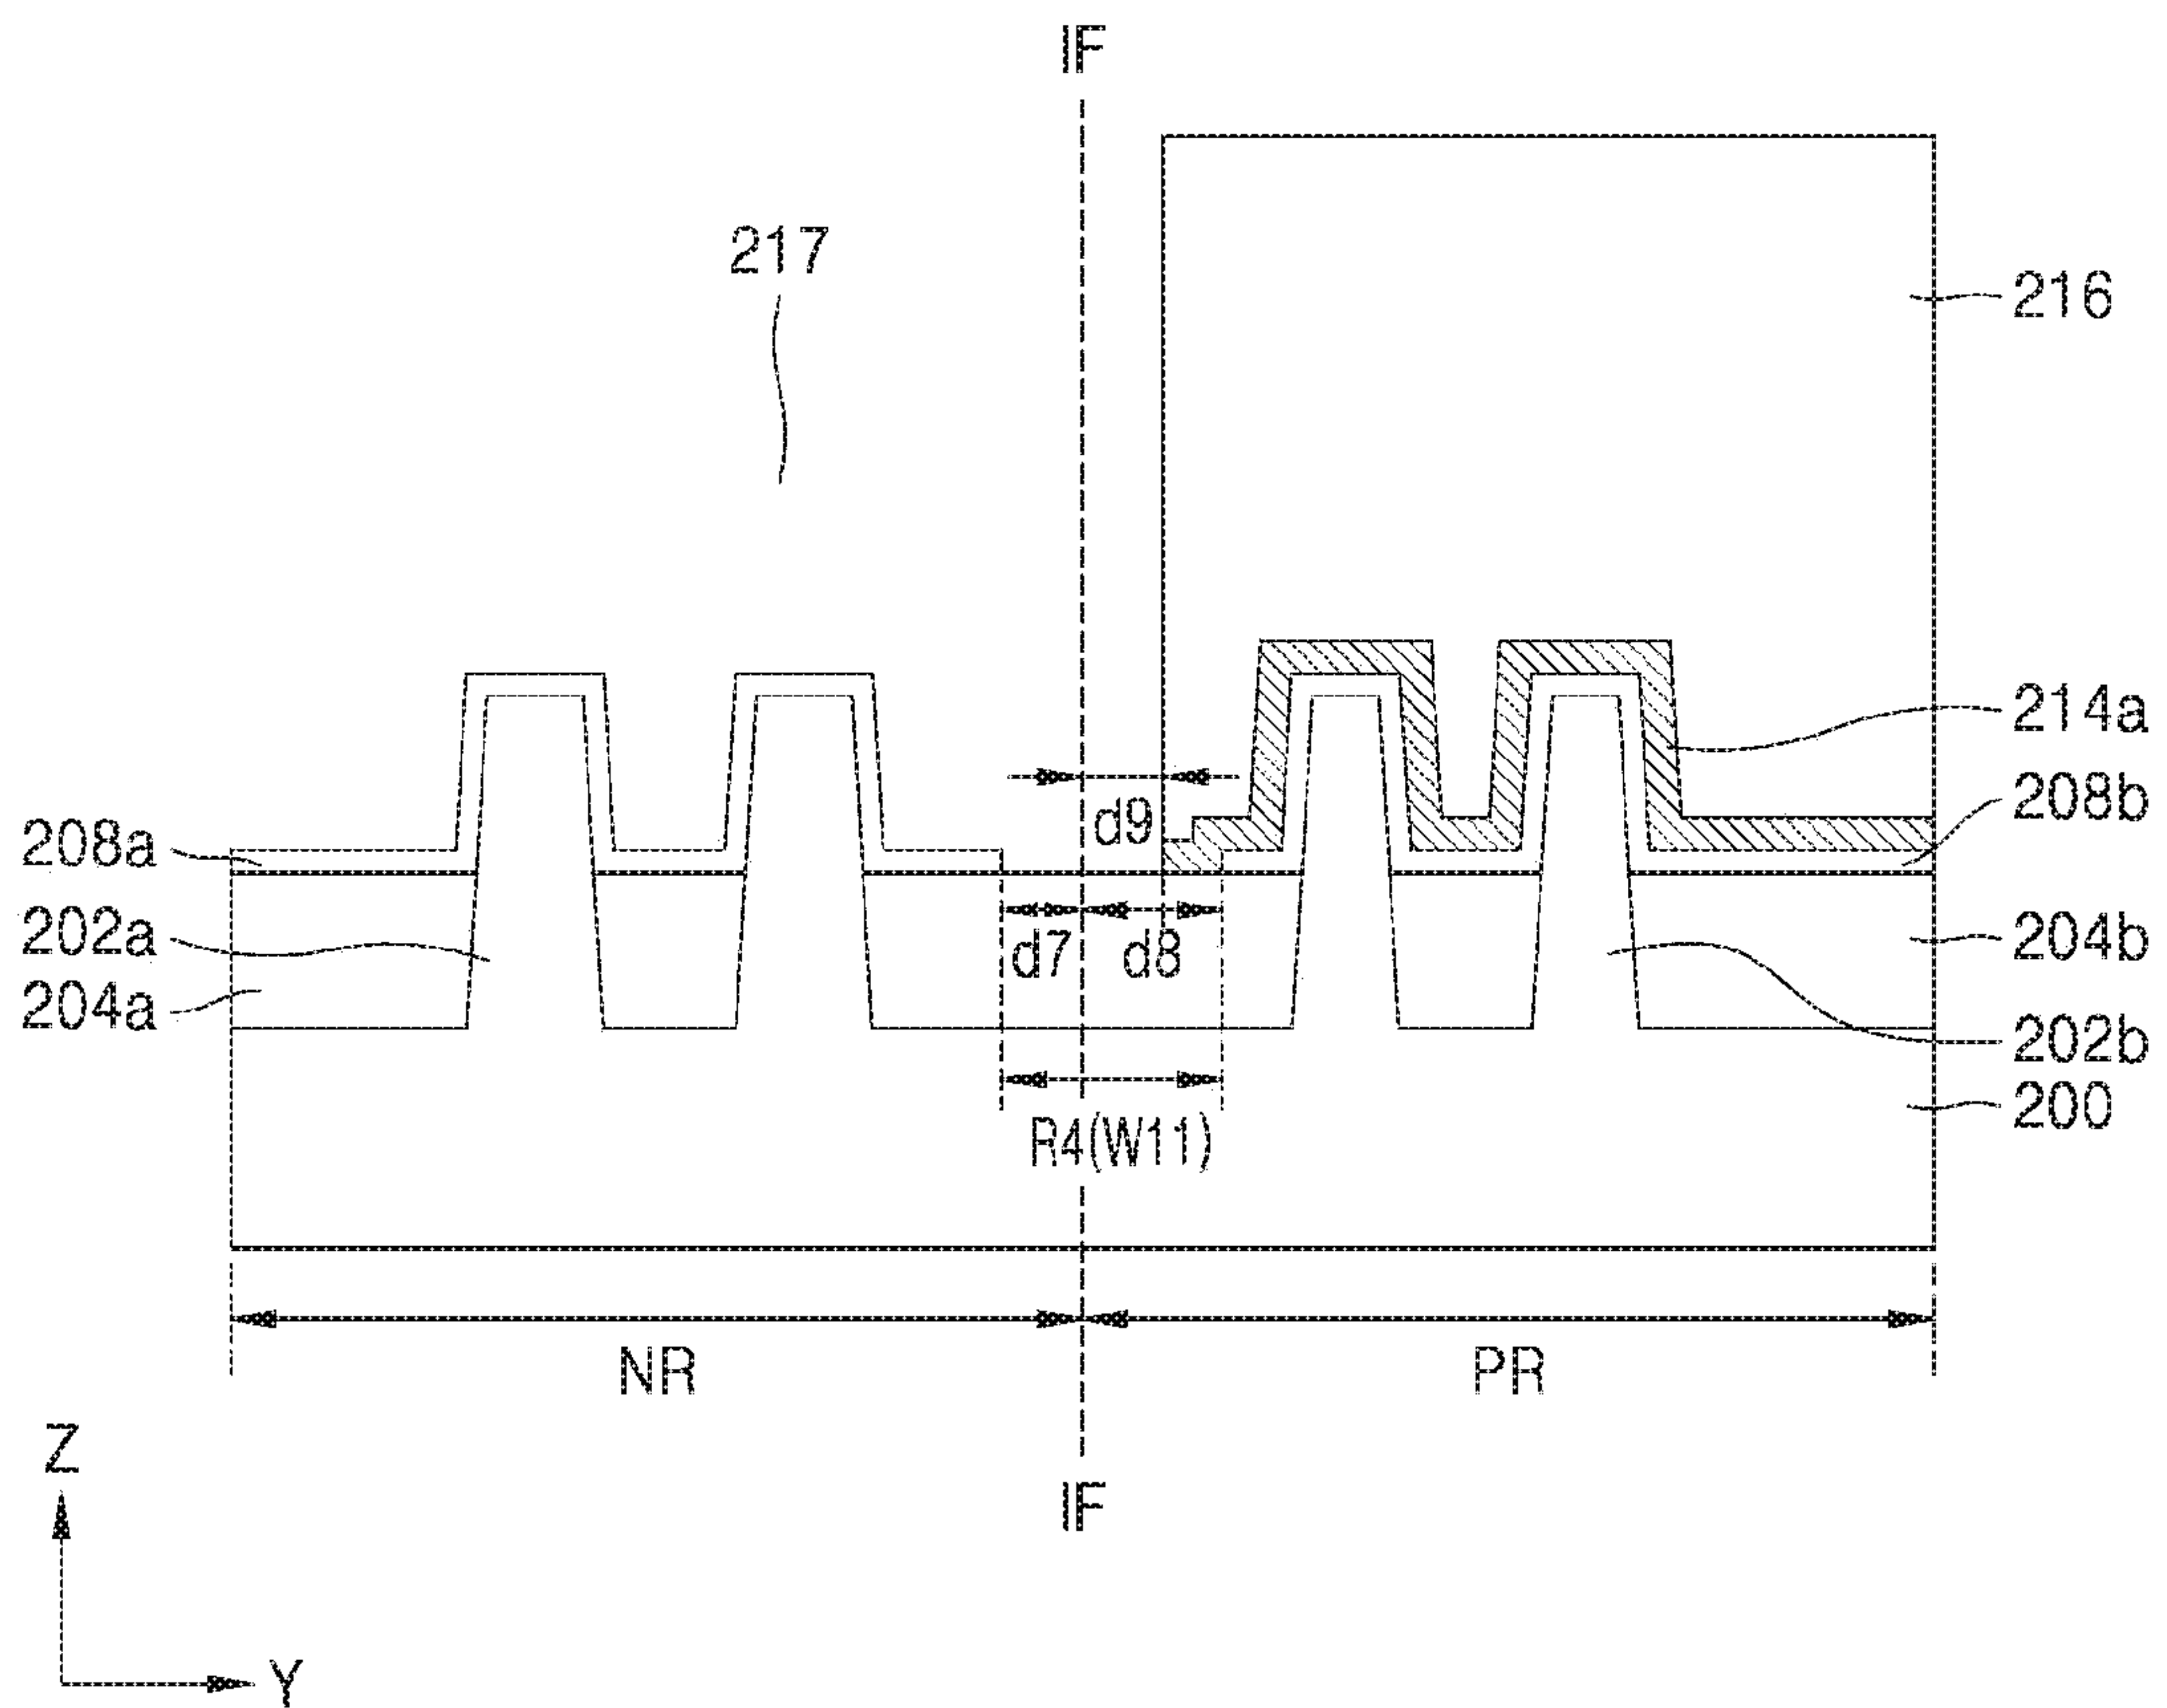 IF
217
216
214a
d9
208b
208a
202a
d7
d8
204b
204a
202b
R4(W11)
200
NR
PR
Z
IF
Y